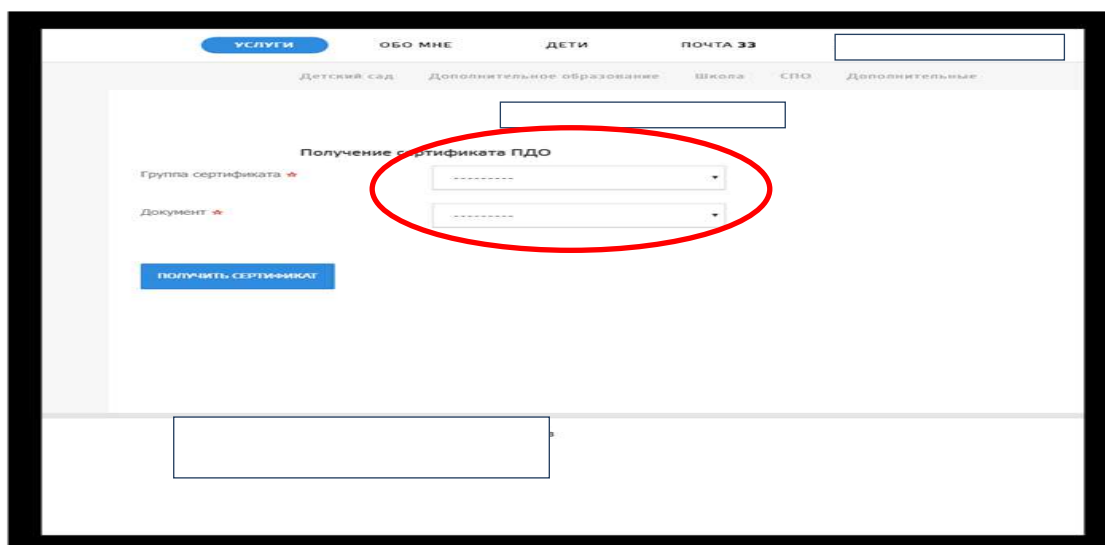 УСЛУГИ ОБО МНЕ ДЕТИ ПОЧТА 33
Детский сад Дополнительное образование Школа СПО Дополнительные
Получение сертификата ПДО
Группа сертификата * ---------
Документ * ---------
ПОЛУЧИТЬ СЕРТИФИКАТ